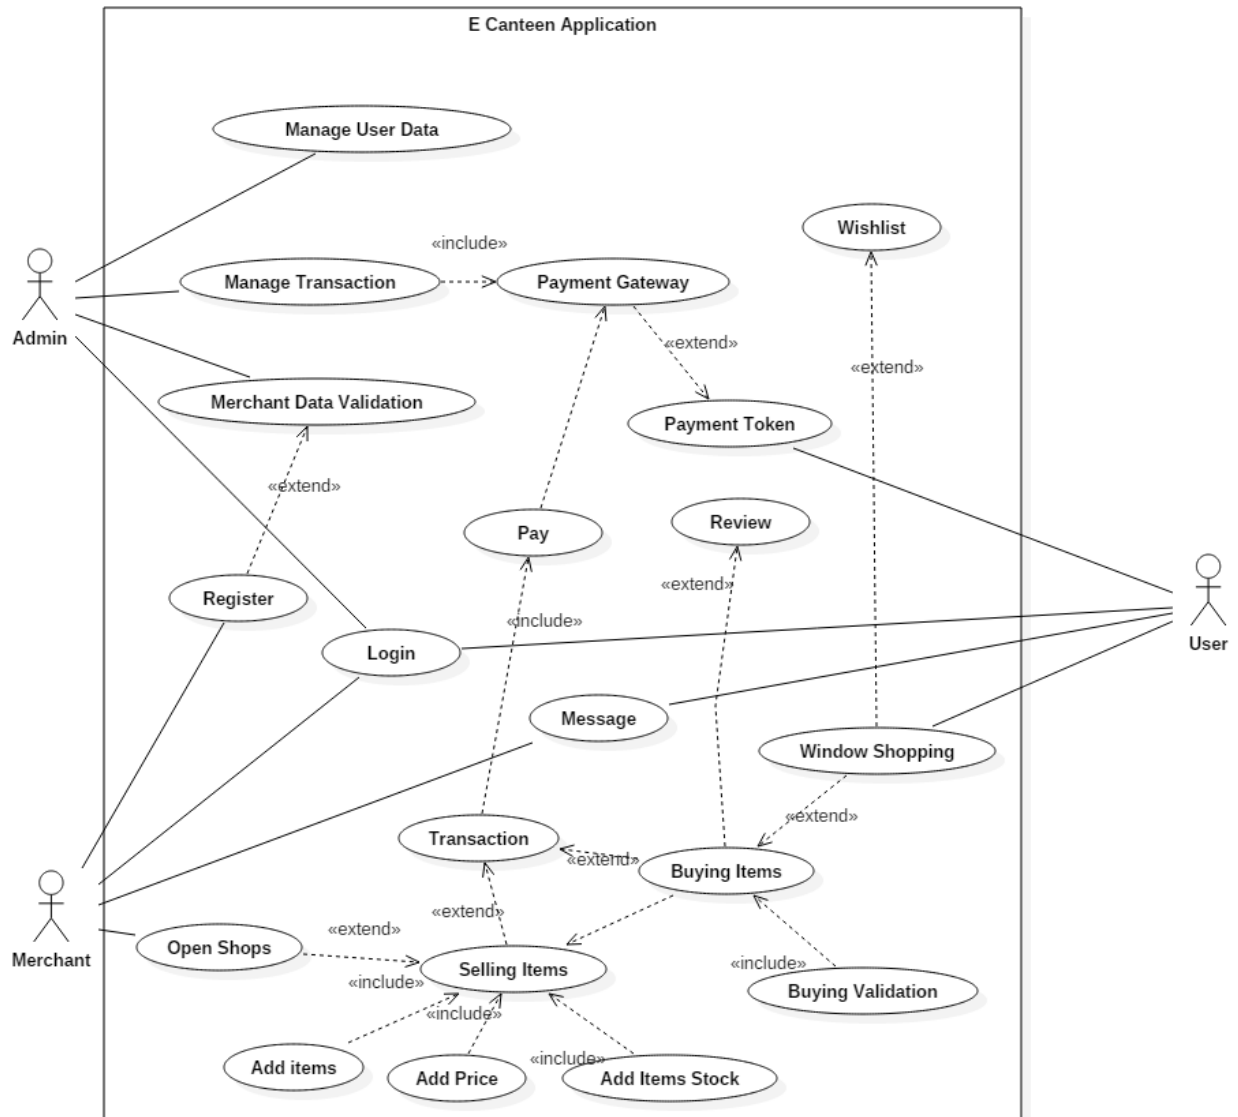 E Canteen Application
Manage User Data
Wishlist
«include»
Manage Transaction
Payment Gateway
Admin
«extend»
«extend»
Merchant Data Validation
Payment Token
«extend»
Pay
Review
«extend»
Register
«include»
User
Login
Message
Window Shopping
«extend»
Transaction
«extend»
Buying Items
«extend»
«extend»
Open Shops
Merchant
Selling Items
«include»
«include»
Buying Validation
«include»
«include»
Add items
Add Price
Add Items Stock